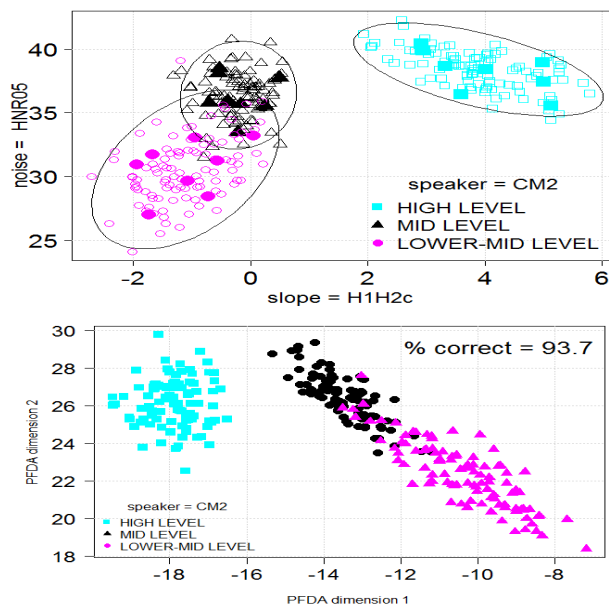 40
35
30
25
noise = HNR05
speaker = CM2
HIGH LEVEL
MID LEVEL
LOWER-MID LEVEL
-2 0 2 4 6
slope = H1H2c
30
28
26
24
22
20
18
PFDA dimension 2
% correct = 93.7
speaker = CM2
HIGH LEVEL
MID LEVEL
LOWER-MID LEVEL
-18 -16 -14 -12 -10 -8
PFDA dimension 1